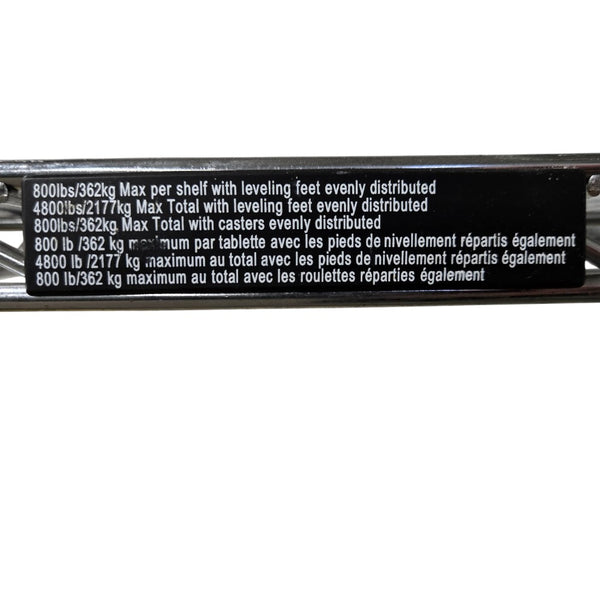 800lbs/362kg Max per shelf with leveling feet evenly distributed
4800lbs/2177kg Max Total with leveling feet evenly distributed
800lbs/362kg Max Total with casters evenly distributed
800 lb /362 kg maximum par tablette avec les pieds de nivellement répartis également
4800 lb /2177 kg maximum au total avec les pieds de nivellement répartis également
800 lb/362 kg maximum au total avec les roulettes réparties également